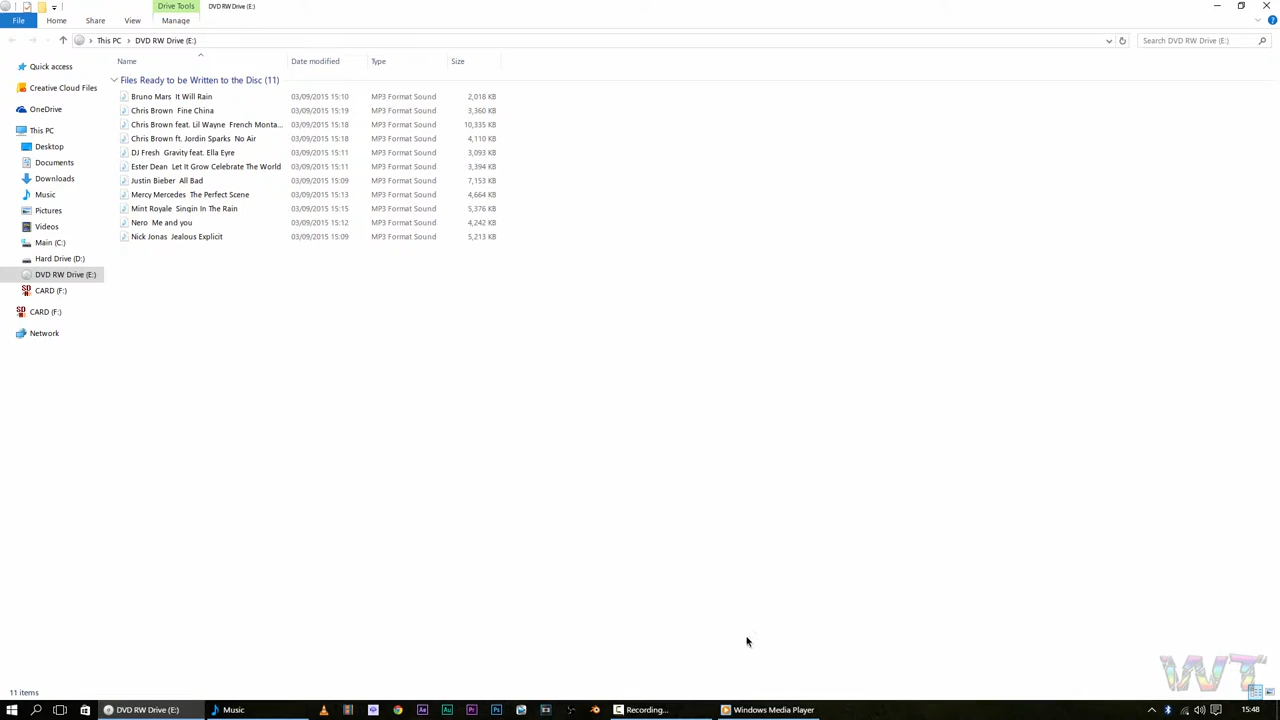 Drive Tools
DVD RW Drive (E:)
File Home Share View Manage
This PC DVD RW Drive (E:)
Search DVD RW Drive (E:)
Name Date modified Type Size
Quick access
Creative Cloud Files
OneDrive
This PC
Desktop
Documents
Downloads
Music
Pictures
Videos
Main (C:)
Hard Drive (D:)
DVD RW Drive (E:)
CARD (F:)
CARD (F:)
Network
Files Ready to be Written to the Disc (11)
Bruno Mars It Will Rain 03/09/2015 15:10 MP3 Format Sound 2,018 KB
Chris Brown Fine China 03/09/2015 15:19 MP3 Format Sound 3,360 KB
Chris Brown feat. Lil Wayne French Monta... 03/09/2015 15:18 MP3 Format Sound 10,335 KB
Chris Brown ft. Jordin Sparks No Air 03/09/2015 15:18 MP3 Format Sound 4,110 KB
DJ Fresh Gravity feat. Ella Eyre 03/09/2015 15:11 MP3 Format Sound 3,093 KB
Ester Dean Let It Grow Celebrate The World 03/09/2015 15:11 MP3 Format Sound 3,394 KB
Justin Bieber All Bad 03/09/2015 15:09 MP3 Format Sound 7,153 KB
Mercy Mercedes The Perfect Scene 03/09/2015 15:13 MP3 Format Sound 4,664 KB
Mint Royale Singin In The Rain 03/09/2015 15:15 MP3 Format Sound 5,376 KB
Nero Me and you 03/09/2015 15:12 MP3 Format Sound 4,242 KB
Nick Jonas Jealous Explicit 03/09/2015 15:09 MP3 Format Sound 5,213 KB
WT
11 items
DVD RW Drive (E:) Music Ae Au Pr Ps Recording... Windows Media Player 15:48